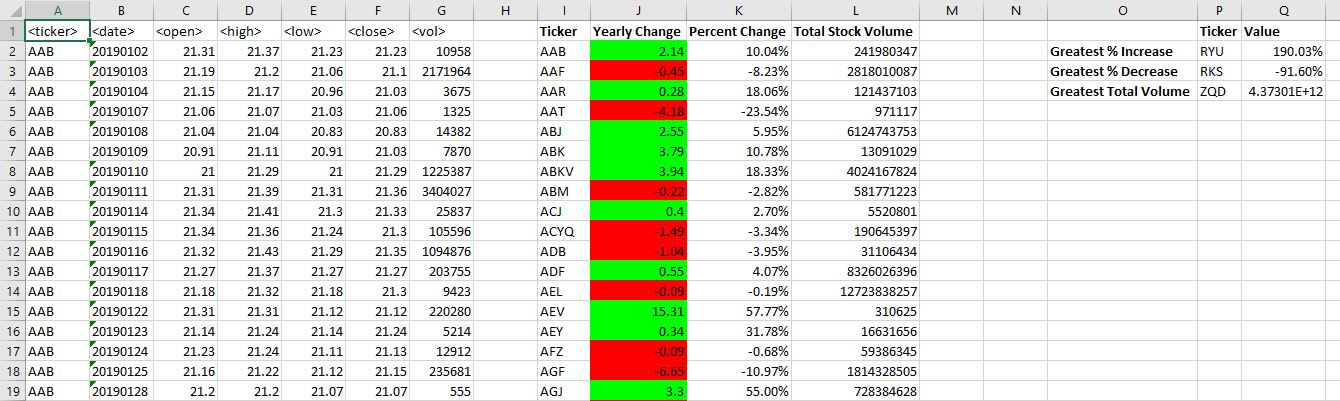 A B C D E F G H I J K L M N O P Q
1 <ticker> <date> <open> <high> <low> <close> <vol> Ticker Yearly Change Percent Change Total Stock Volume Ticker Value
2 AAB 20190102 21.31 21.37 21.23 21.23 10958 AAB 2.14 10.04% 241980347 Greatest % Increase RYU 190.03%
3 AAB 20190103 21.19 21.2 21.06 21.1 2171964 AAF -0.45 -8.23% 2818010087 Greatest % Decrease RKS -91.60%
4 AAB 20190104 21.15 21.17 20.96 21.03 3675 AAR 0.28 18.06% 121437103 Greatest Total Volume ZQD 4.37301E+12
5 AAB 20190107 21.06 21.07 21.03 21.06 1325 AAT -4.18 -23.54% 971117
6 AAB 20190108 21.04 21.04 20.83 20.83 14382 ABJ 2.55 5.95% 6124743753
7 AAB 20190109 20.91 21.11 20.91 21.03 7870 ABK 3.79 10.78% 13091029
8 AAB 20190110 21 21.29 21 21.29 1225387 ABKV 3.94 18.33% 4024167824
9 AAB 20190111 21.31 21.39 21.31 21.36 3404027 ABM -0.22 -2.82% 581771223
10 AAB 20190114 21.34 21.41 21.3 21.33 25837 ACJ 0.4 2.70% 5520801
11 AAB 20190115 21.34 21.36 21.24 21.3 105596 ACYQ -1.49 -3.34% 190645397
12 AAB 20190116 21.32 21.43 21.29 21.35 1094876 ADB -1.04 -3.95% 31106434
13 AAB 20190117 21.27 21.37 21.27 21.27 203755 ADF 0.55 4.07% 8326026396
14 AAB 20190118 21.18 21.32 21.18 21.3 9423 AEL -0.09 -0.19% 12723838257
15 AAB 20190122 21.31 21.31 21.12 21.12 220280 AEV 15.31 57.77% 310625
16 AAB 20190123 21.14 21.24 21.14 21.24 5214 AEY 0.34 31.78% 16631656
17 AAB 20190124 21.23 21.24 21.11 21.13 12912 AFZ -0.09 -0.68% 59386345
18 AAB 20190125 21.16 21.22 21.12 21.15 235681 AGF -6.65 -10.97% 1814328505
19 AAB 20190128 21.2 21.2 21.07 21.07 555 AGJ 3.3 55.00% 728384628